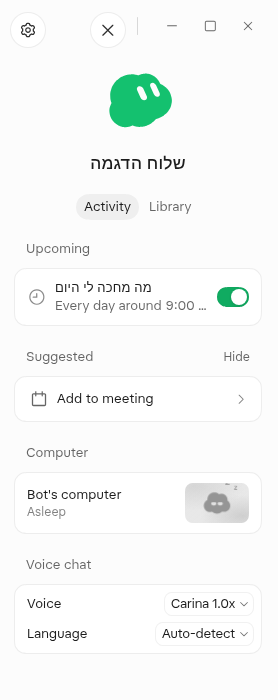 שלוח הדגמה
Activity Library
Upcoming
מה מחכה לי היום
Every day around 9:00 ...
Suggested Hide
Add to meeting
Computer
Bot's computer
Asleep
Voice chat
Voice Carina 1.0x
Language Auto-detect